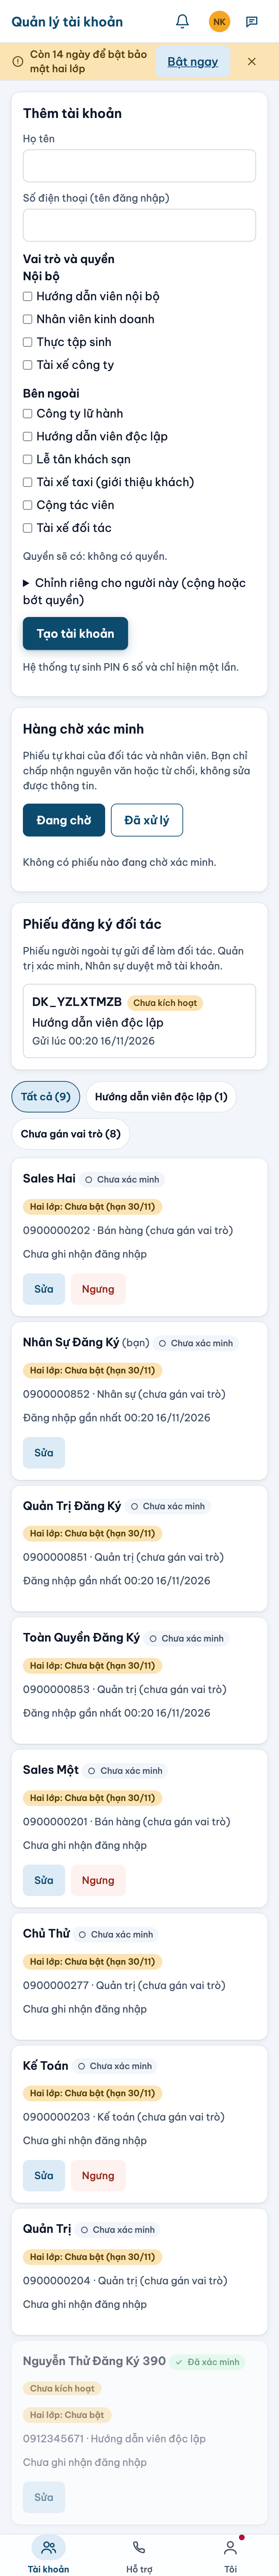 Quản lý tài khoản
NK
Còn 14 ngày để bật bảo
mật hai lớp
Bật ngay
Thêm tài khoản
Họ tên
Số điện thoại (tên đăng nhập)
Vai trò và quyền
Nội bộ
Hướng dẫn viên nội bộ
Nhân viên kinh doanh
Thực tập sinh
Tài xế công ty
Bên ngoài
Công ty lữ hành
Hướng dẫn viên độc lập
Lễ tân khách sạn
Tài xế taxi (giới thiệu khách)
Cộng tác viên
Tài xế đối tác
Quyền sẽ có: không có quyền.
Chỉnh riêng cho người này (cộng hoặc
bớt quyền)
Tạo tài khoản
Hệ thống tự sinh PIN 6 số và chỉ hiện một lần.
Hàng chờ xác minh
Phiếu tự khai của đối tác và nhân viên. Bạn chỉ
chấp nhận nguyên văn hoặc từ chối, không sửa
được thông tin.
Đang chờ
Đã xử lý
Không có phiếu nào đang chờ xác minh.
Phiếu đăng ký đối tác
Phiếu người ngoài tự gửi để làm đối tác. Quản
trị xác minh, Nhân sự duyệt mở tài khoản.
DK_YZLXTMZB Chưa kích hoạt
Hướng dẫn viên độc lập
Gửi lúc 00:20 16/11/2026
Tất cả (9)
Hướng dẫn viên độc lập (1)
Chưa gán vai trò (8)
Sales Hai Chưa xác minh
Hai lớp: Chưa bật (hạn 30/11)
0900000202 · Bán hàng (chưa gán vai trò)
Chưa ghi nhận đăng nhập
Sửa
Ngưng
Nhân Sự Đăng Ký (bạn) Chưa xác minh
Hai lớp: Chưa bật (hạn 30/11)
0900000852 · Nhân sự (chưa gán vai trò)
Đăng nhập gần nhất 00:20 16/11/2026
Sửa
Quản Trị Đăng Ký Chưa xác minh
Hai lớp: Chưa bật (hạn 30/11)
0900000851 · Quản trị (chưa gán vai trò)
Đăng nhập gần nhất 00:20 16/11/2026
Toàn Quyền Đăng Ký Chưa xác minh
Hai lớp: Chưa bật (hạn 30/11)
0900000853 · Quản trị (chưa gán vai trò)
Đăng nhập gần nhất 00:20 16/11/2026
Sales Một Chưa xác minh
Hai lớp: Chưa bật (hạn 30/11)
0900000201 · Bán hàng (chưa gán vai trò)
Chưa ghi nhận đăng nhập
Sửa
Ngưng
Chủ Thử Chưa xác minh
Hai lớp: Chưa bật (hạn 30/11)
0900000277 · Quản trị (chưa gán vai trò)
Chưa ghi nhận đăng nhập
Kế Toán Chưa xác minh
Hai lớp: Chưa bật (hạn 30/11)
0900000203 · Kế toán (chưa gán vai trò)
Chưa ghi nhận đăng nhập
Sửa
Ngưng
Quản Trị Chưa xác minh
Hai lớp: Chưa bật (hạn 30/11)
0900000204 · Quản trị (chưa gán vai trò)
Chưa ghi nhận đăng nhập
Nguyễn Thử Đăng Ký 390 Đã xác minh
Chưa kích hoạt
Hai lớp: Chưa bật
0912345671 · Hướng dẫn viên độc lập
Chưa ghi nhận đăng nhập
Sửa
Tài khoản
Hỗ trợ
Tôi